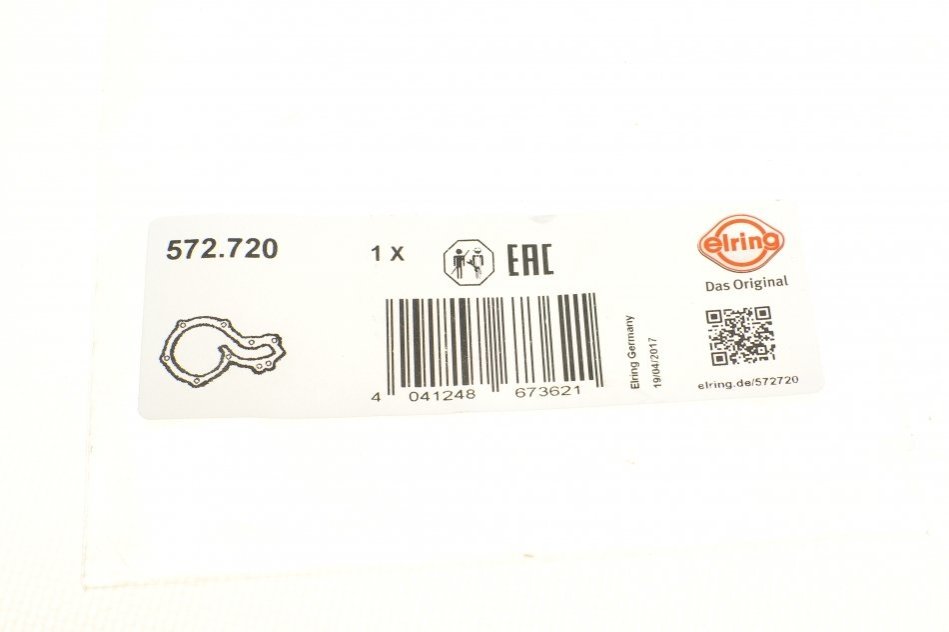 572.720
1 X
EAC
elring
Das Original
4 041248 673621
Elring Germany
19/04/2017
elring.de/572720